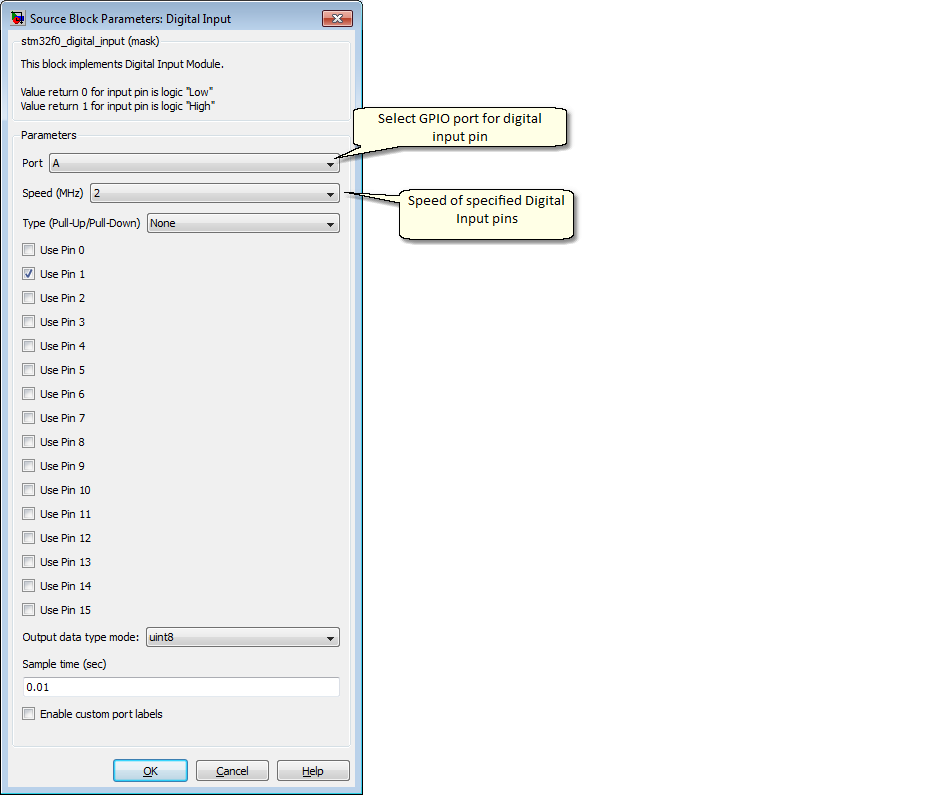 Source Block Parameters: Digital Input
stm32f0_digital_input (mask)
This block implements Digital Input Module.
Value return 0 for input pin is logic "Low"
Value return 1 for input pin is logic "High"
Parameters
Port A
Select GPIO port for digital
input pin
Speed (MHz) 2
Speed of specified Digital
Input pins
Type (Pull-Up/Pull-Down) None
Use Pin 0
Use Pin 1
Use Pin 2
Use Pin 3
Use Pin 4
Use Pin 5
Use Pin 6
Use Pin 7
Use Pin 8
Use Pin 9
Use Pin 10
Use Pin 11
Use Pin 12
Use Pin 13
Use Pin 14
Use Pin 15
Output data type mode: uint8
Sample time (sec)
0.01
Enable custom port labels
OK Cancel Help